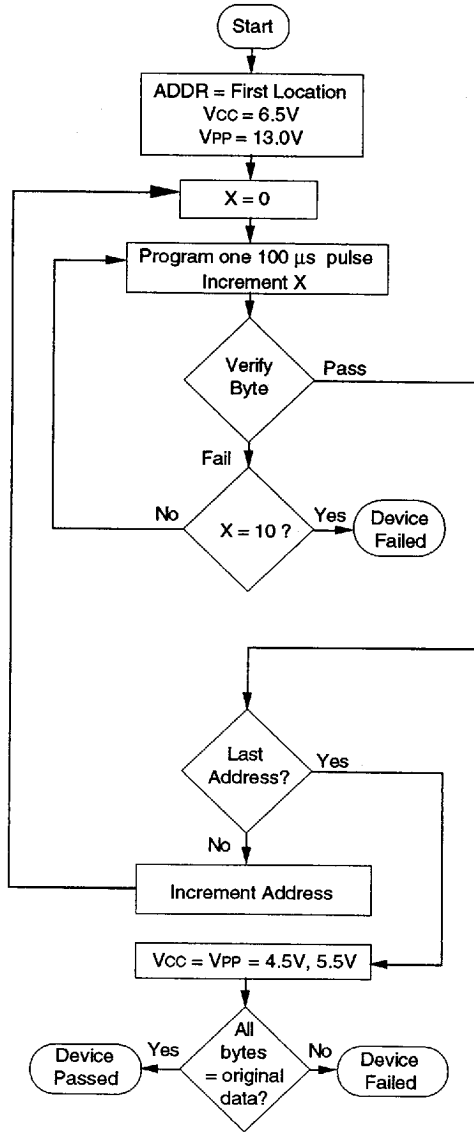 Start
ADDR = First Location
VCC = 6.5V
VPP = 13.0V
X = 0
Program one 100 µs pulse
Increment X
Verify
Byte
Pass
Fail
No
X = 10 ?
Yes
Device
Failed
Last
Address?
Yes
No
Increment Address
VCC = VPP = 4.5V, 5.5V
All
bytes
= original
data?
Yes
Device
Passed
No
Device
Failed